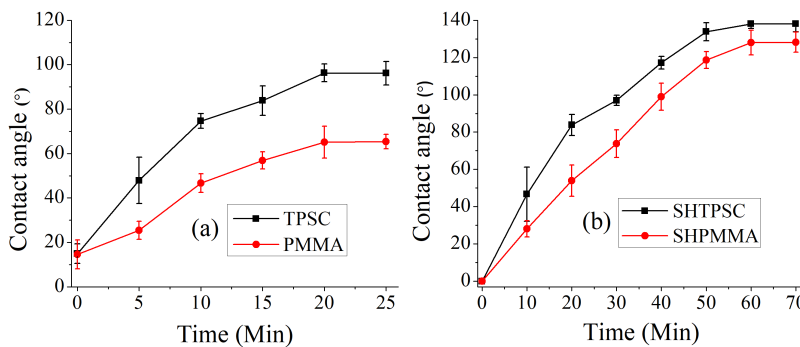 120
100
80
60
40
20
0
Contact angle (°)
(a)
TPSC
PMMA
0 5 10 15 20 25
Time (Min)
140
120
100
80
60
40
20
0
Contact angle (°)
(b)
SHTPSC
SHPMMA
0 10 20 30 40 50 60 70
Time (Min)